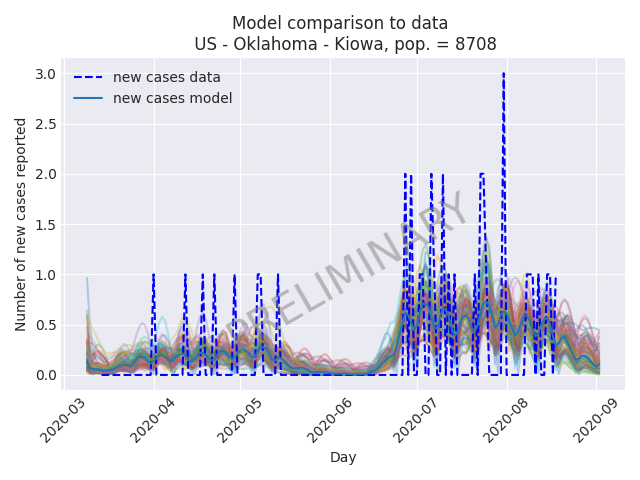 Model comparison to data
US - Oklahoma - Kiowa, pop. = 8708
new cases data
new cases model
Number of new cases reported
3.0
2.5
2.0
1.5
1.0
0.5
0.0
PRELIMINARY
2020-03
2020-04
2020-05
2020-06
2020-07
2020-08
2020-09
Day